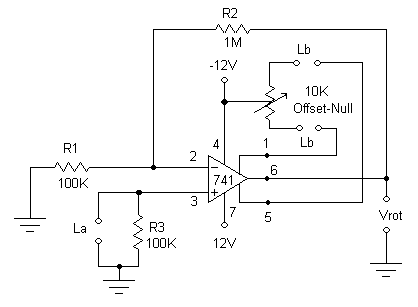 R2
1M
Lb
-12V
10K
Offset-Null
Lb
4
1
R1
2
-
6
100K
741
3
+
7
5
La
R3
100K
12V
Vrot